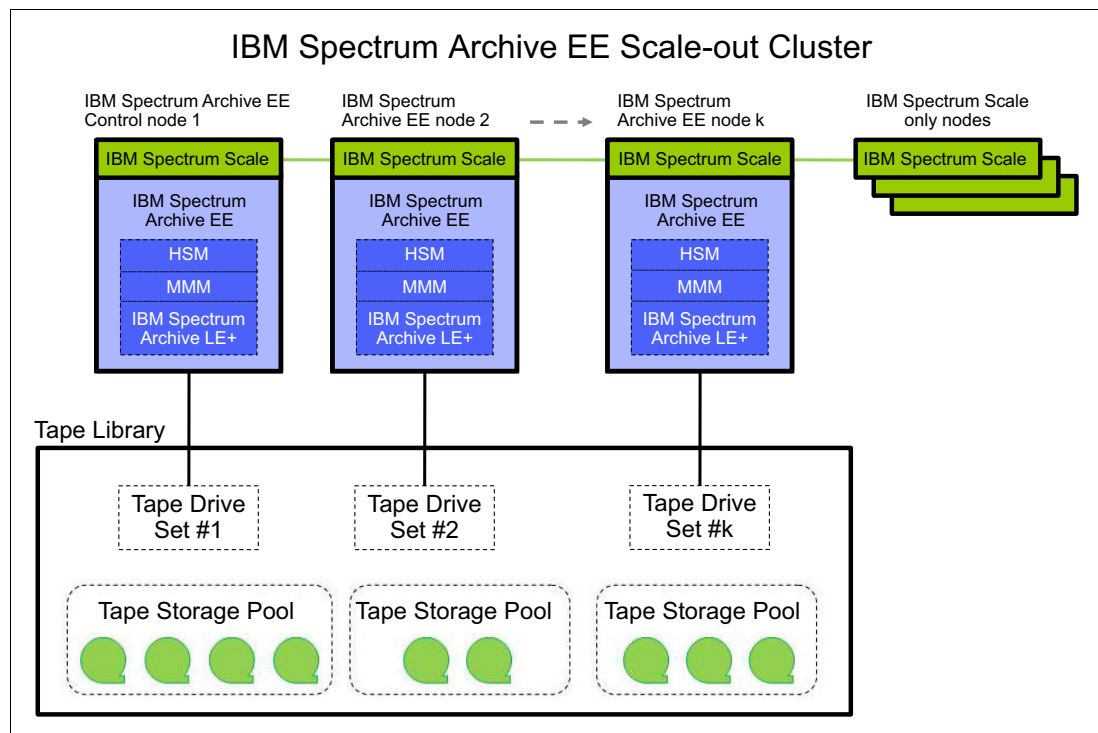 IBM Spectrum Archive EE Scale-out Cluster
IBM Spectrum Archive EE
Control node 1
IBM Spectrum
Archive EE node 2
IBM Spectrum
Archive EE node k
IBM Spectrum Scale
only nodes
IBM Spectrum Scale
IBM Spectrum Scale
IBM Spectrum Scale
IBM Spectrum Scale
IBM Spectrum
Archive EE
HSM
MMM
IBM Spectrum
Archive LE+
IBM Spectrum
Archive EE
HSM
MMM
IBM Spectrum
Archive LE+
IBM Spectrum
Archive EE
HSM
MMM
IBM Spectrum
Archive LE+
Tape Library
Tape Drive
Set #1
Tape Drive
Set #2
Tape Drive
Set #k
Tape Storage Pool
Tape Storage Pool
Tape Storage Pool